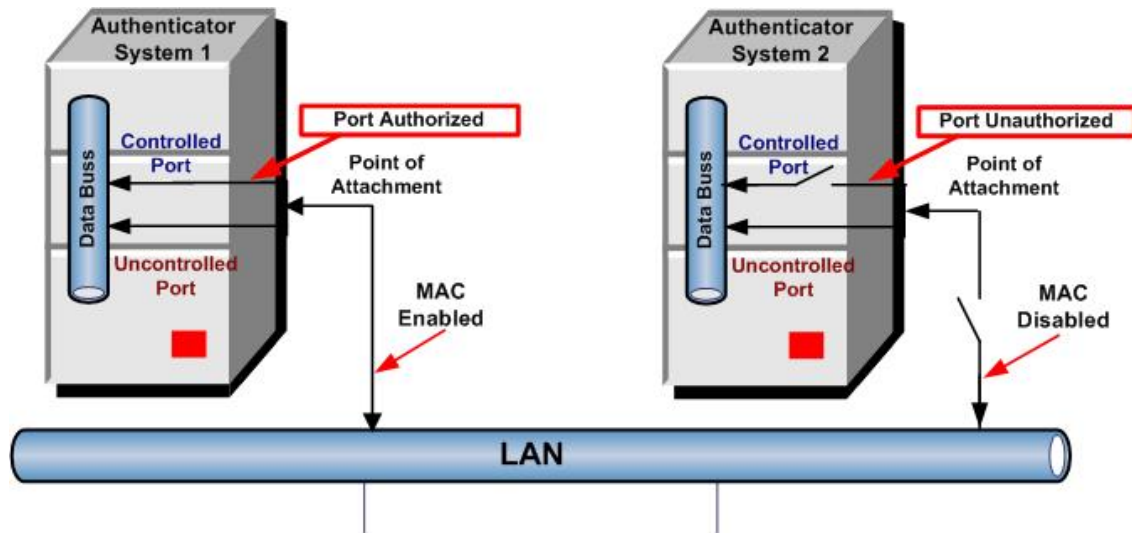 Authenticator
System 1
Port Authorized
Controlled
Port
Point of
Attachment
Data Buss
Uncontrolled
Port
MAC
Enabled
Authenticator
System 2
Port Unauthorized
Controlled
Port
Point of
Attachment
Data Buss
Uncontrolled
Port
MAC
Disabled
LAN